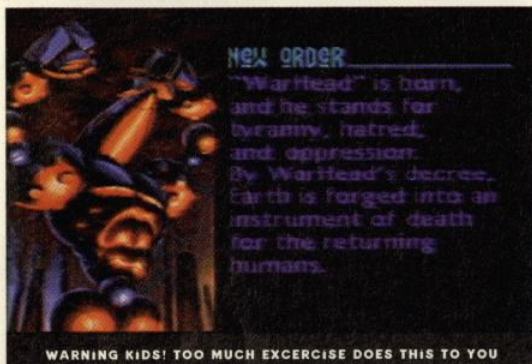 NEW ORDER
"WarHead" is born,
and he stands for
tyranny, hatred,
and oppression.
By WarHead's decree,
Earth is forged into an
instrument of death
for the returning
humans.
WARNING KiDS! TOO MUCH EXCERCISE DOES THIS TO YOU